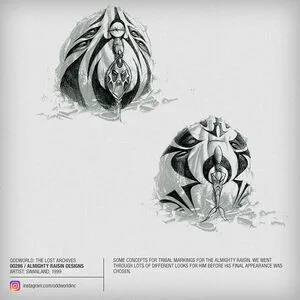 ODDWORLD: THE LOST ARCHIVES
00286 / ALMIGHTY RAISIN DESIGNS
ARTIST: SWANLAND, 1999
SOME CONCEPTS FOR TRIBAL MARKINGS FOR THE ALMIGHTY RAISIN. WE WENT
THROUGH LOTS OF DIFFERENT LOOKS FOR HIM BEFORE HIS FINAL APPEARANCE WAS
CHOSEN.
instagram.com/oddworldinc